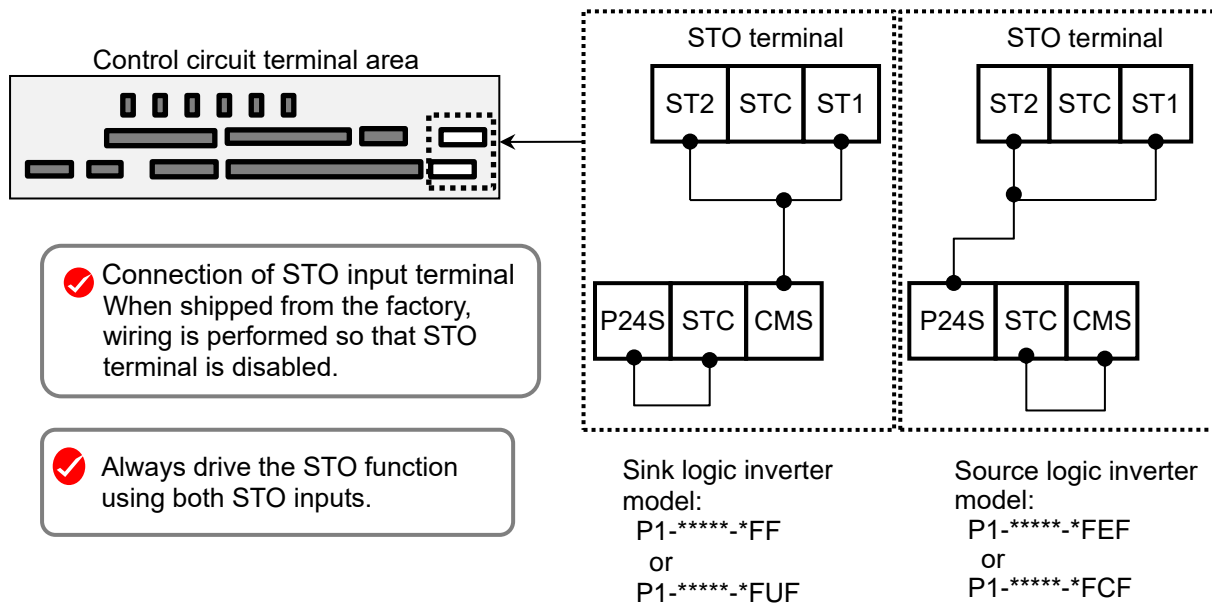 Control circuit terminal area
Connection of STO input terminal
When shipped from the factory,
wiring is performed so that STO
terminal is disabled.
Always drive the STO function
using both STO inputs.
STO terminal
ST2 STC ST1
P24S STC CMS
Sink logic inverter
model:
P1-*****-*FF
or
P1-*****-*FUF
STO terminal
ST2 STC ST1
P24S STC CMS
Source logic inverter
model:
P1-*****-*FEF
or
P1-*****-*FCF